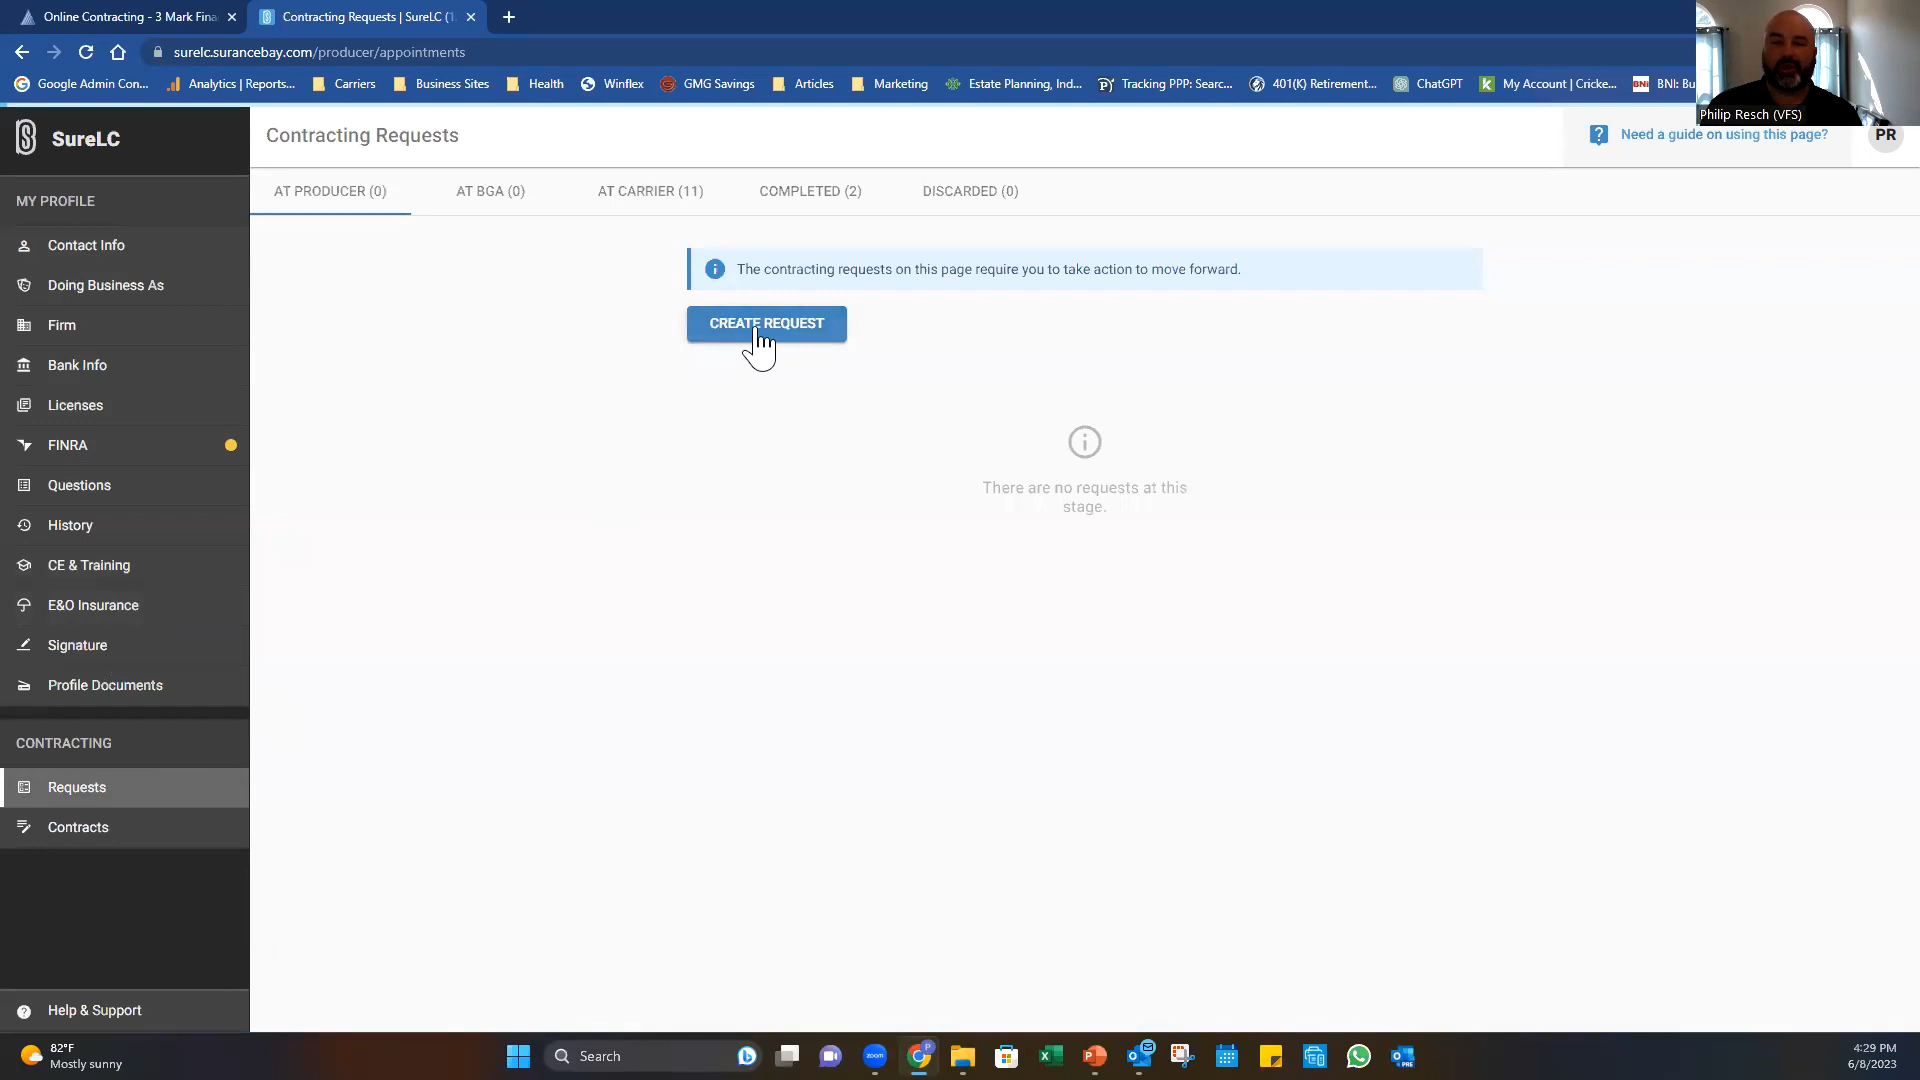 Online Contracting - 3 Mark Fina
Contracting Requests | SureLC (1
surelc.surancebay.com/producer/appointments
Google Admin Con...
Analytics | Reports...
Carriers
Business Sites
Health
Winflex
GMG Savings
Articles
Marketing
Estate Planning, Ind...
Tracking PPP: Searc...
401(K) Retirement...
ChatGPT
My Account | Cricke...
BNI
BNI: Bu
Philip Resch (VFS)
SureLC
Contracting Requests
Need a guide on using this page?
PR
MY PROFILE
Contact Info
Doing Business As
Firm
Bank Info
Licenses
FINRA
Questions
History
CE & Training
E&O Insurance
Signature
Profile Documents
CONTRACTING
Requests
Contracts
Help & Support
AT PRODUCER (0)
AT BGA (0)
AT CARRIER (11)
COMPLETED (2)
DISCARDED (0)
The contracting requests on this page require you to take action to move forward.
CREATE REQUEST
There are no requests at this
stage.
82°F
Mostly sunny
Search
zoom
PRE
4:29 PM
6/8/2023